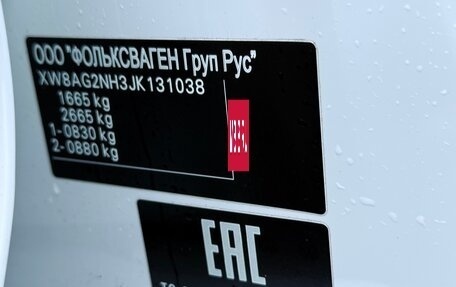 ООО "ФОЛЬКСВАГЕН Груп Рус"
XW8AG2NH3JK131038
1665 kg
2665 kg
1-0830 kg
2-0880 kg
EAC